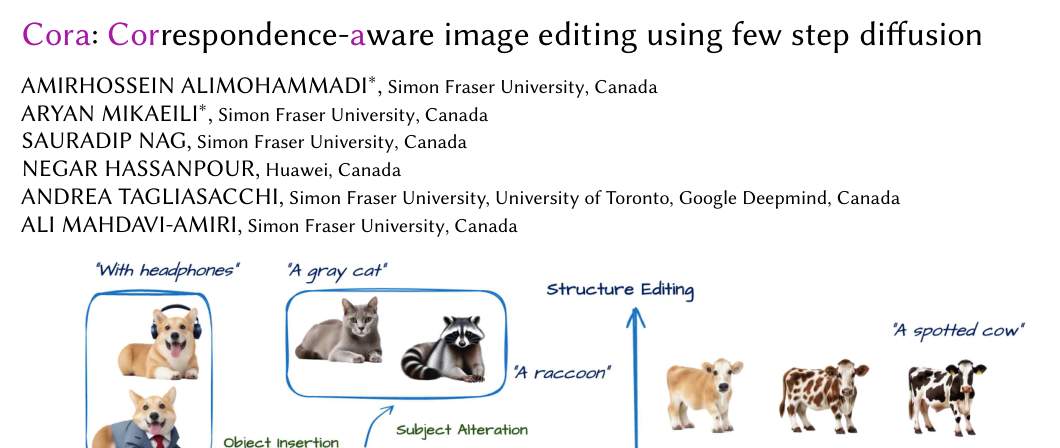 Cora: Correspondence-aware image editing using few step diffusion
AMIRHOSSEIN ALIMOHAMMADI*, Simon Fraser University, Canada
ARYAN MIKAEILI*, Simon Fraser University, Canada
SAURADIP NAG, Simon Fraser University, Canada
NEGAR HASSANPOUR, Huawei, Canada
ANDREA TAGLIASACCHI, Simon Fraser University, University of Toronto, Google Deepmind, Canada
ALI MAHDAVI-AMIRI, Simon Fraser University, Canada
"With headphones"
"A gray cat"
Structure Editing
"A spotted cow"
"A raccoon"
Subject Alteration
Object Insertion